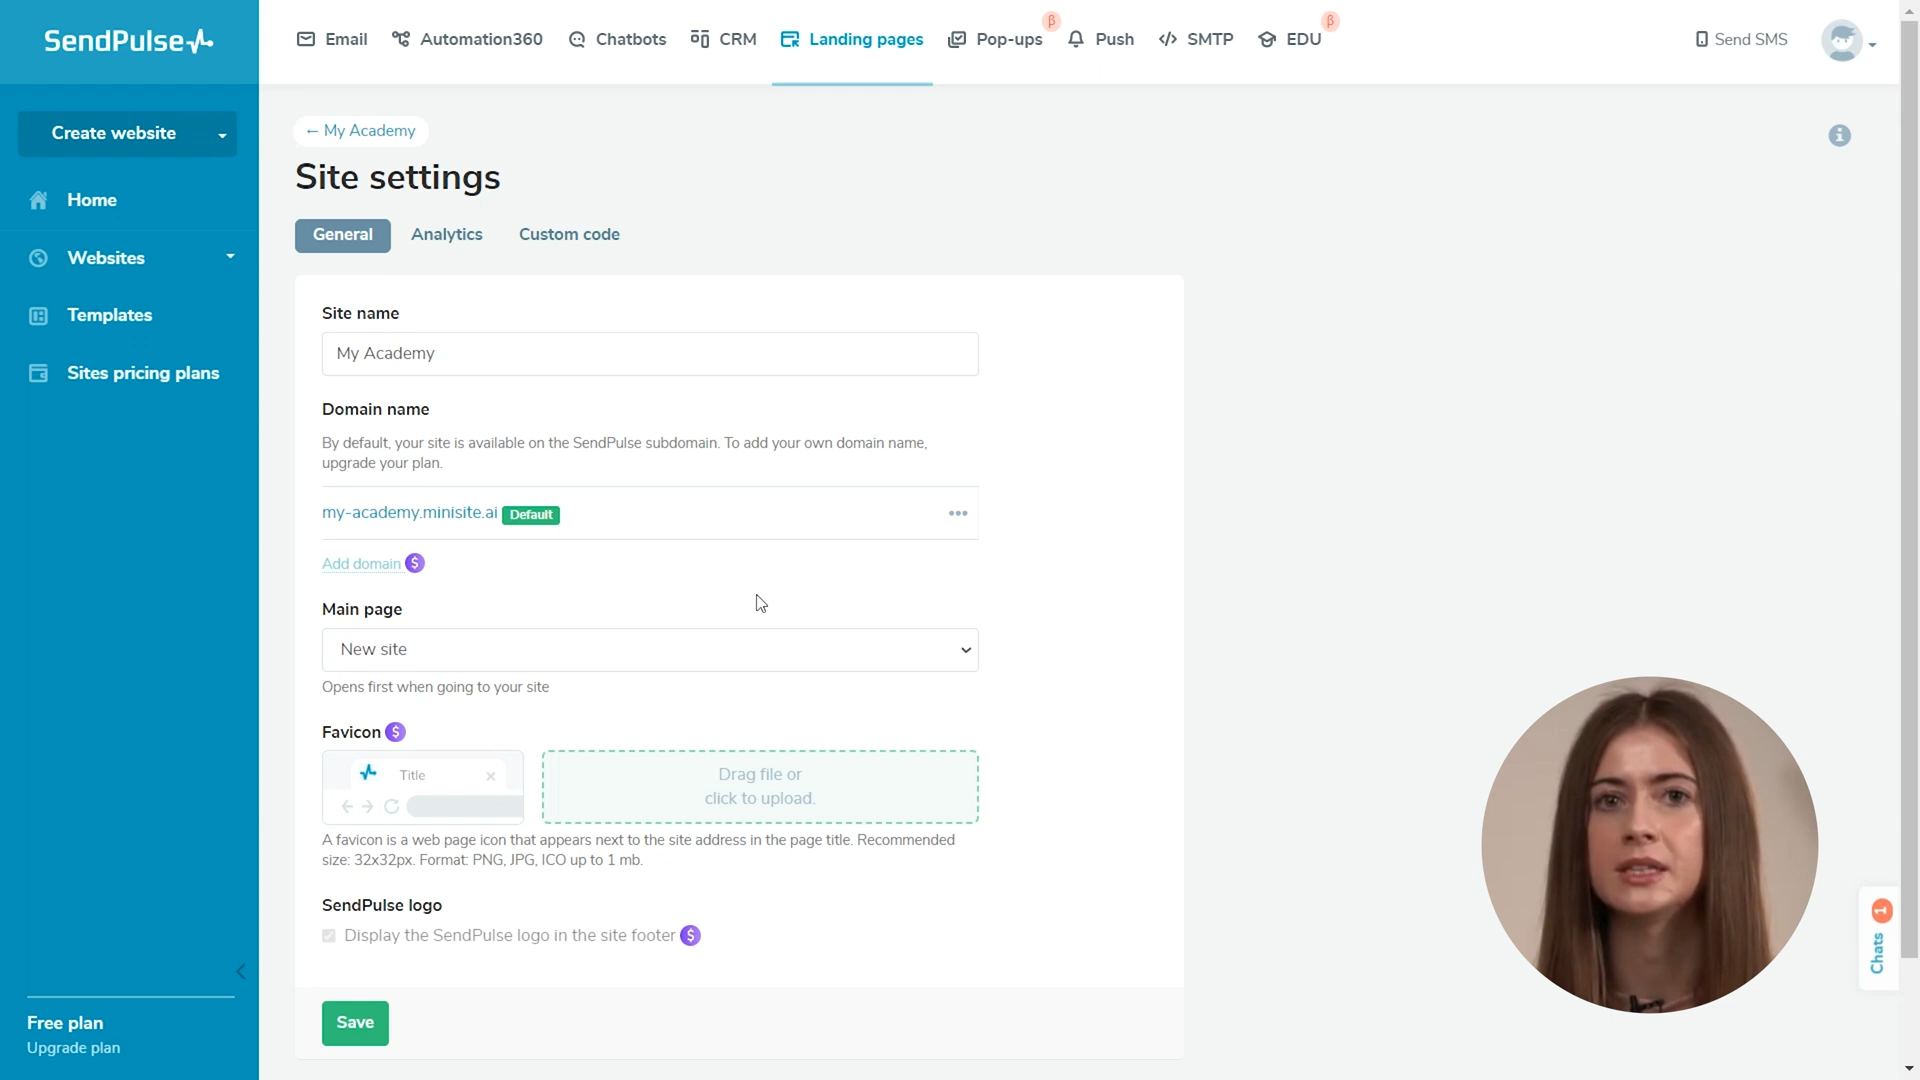 SendPulse
Email
Automation360
Chatbots
CRM
Landing pages
Pop-ups
β
Push
SMTP
EDU
β
Send SMS
Create website
Home
Websites
Templates
Sites pricing plans
← My Academy
Site settings
General
Analytics
Custom code
Site name
My Academy
Domain name
By default, your site is available on the SendPulse subdomain. To add your own domain name,
upgrade your plan.
my-academy.minisite.ai Default
Add domain $
Main page
New site
Opens first when going to your site
Favicon $
Title
Drag file or
click to upload.
A favicon is a web page icon that appears next to the site address in the page title. Recommended
size: 32x32px. Format: PNG, JPG, ICO up to 1 mb.
SendPulse logo
Display the SendPulse logo in the site footer $
Save
Free plan
Upgrade plan
Chats 1